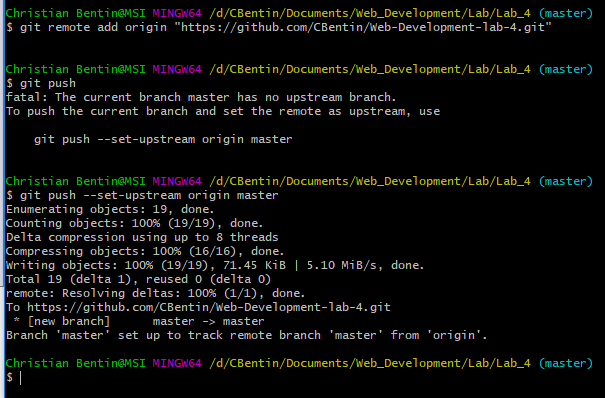 Christian Bentin@MSI MINGW64 /d/CBentin/Documents/Web_Development/Lab/Lab_4 (master)
$ git remote add origin "https://github.com/CBentin/Web-Development-lab-4.git"
Christian Bentin@MSI MINGW64 /d/CBentin/Documents/Web_Development/Lab/Lab_4 (master)
$ git push
fatal: The current branch master has no upstream branch.
To push the current branch and set the remote as upstream, use
git push --set-upstream origin master
Christian Bentin@MSI MINGW64 /d/CBentin/Documents/Web_Development/Lab/Lab_4 (master)
$ git push --set-upstream origin master
Enumerating objects: 19, done.
Counting objects: 100% (19/19), done.
Delta compression using up to 8 threads
Compressing objects: 100% (16/16), done.
Writing objects: 100% (19/19), 71.45 KiB | 5.10 MiB/s, done.
Total 19 (delta 1), reused 0 (delta 0)
remote: Resolving deltas: 100% (1/1), done.
To https://github.com/CBentin/Web-Development-lab-4.git
* [new branch]      master -> master
Branch 'master' set up to track remote branch 'master' from 'origin'.
Christian Bentin@MSI MINGW64 /d/CBentin/Documents/Web_Development/Lab/Lab_4 (master)
$